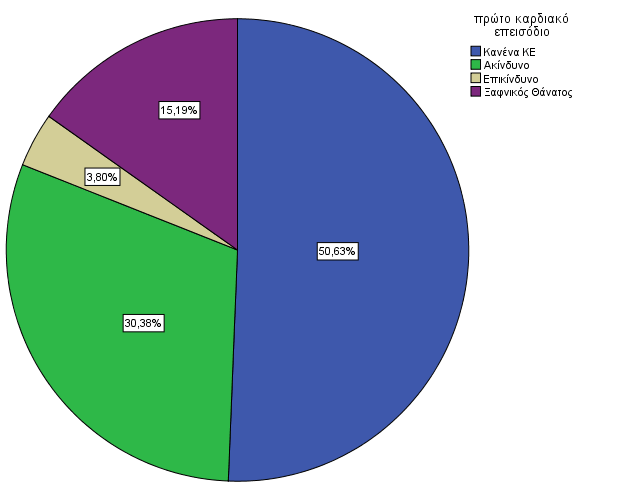 πρώτο καρδιακό
επεισόδιο
Κανένα ΚΕ
Ακίνδυνο
Επικίνδυνο
Ξαφνικός Θάνατος
15,19%
3,80%
50,63%
30,38%